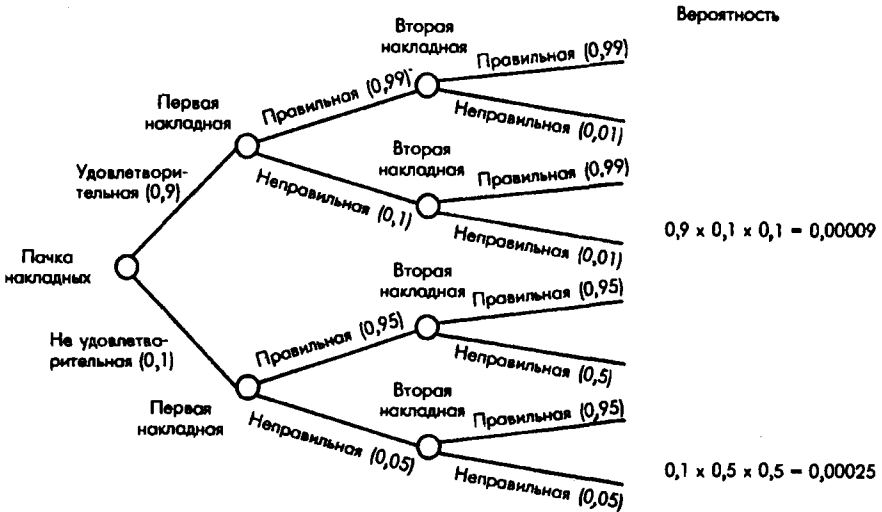 Вероятность
Вторая
накладная
Правильная (0,99)
Правильная (0,99)
Первая
накладная
Неправильная (0,01)
Удовлетвори-
тельная (0,9)
Неправильная (0,1)
Вторая
накладная
Правильная (0,99)
Неправильная (0,01)
0,9 x 0,1 x 0,1 = 0,00009
Пачка
накладных
Не удовлетво-
рительная (0,1)
Правильная (0,95)
Вторая
накладная
Правильная (0,95)
Неправильная (0,5)
Первая
накладная
Неправильная (0,05)
Вторая
накладная
Правильная (0,95)
Неправильная (0,05)
0,1 x 0,5 x 0,5 = 0,00025